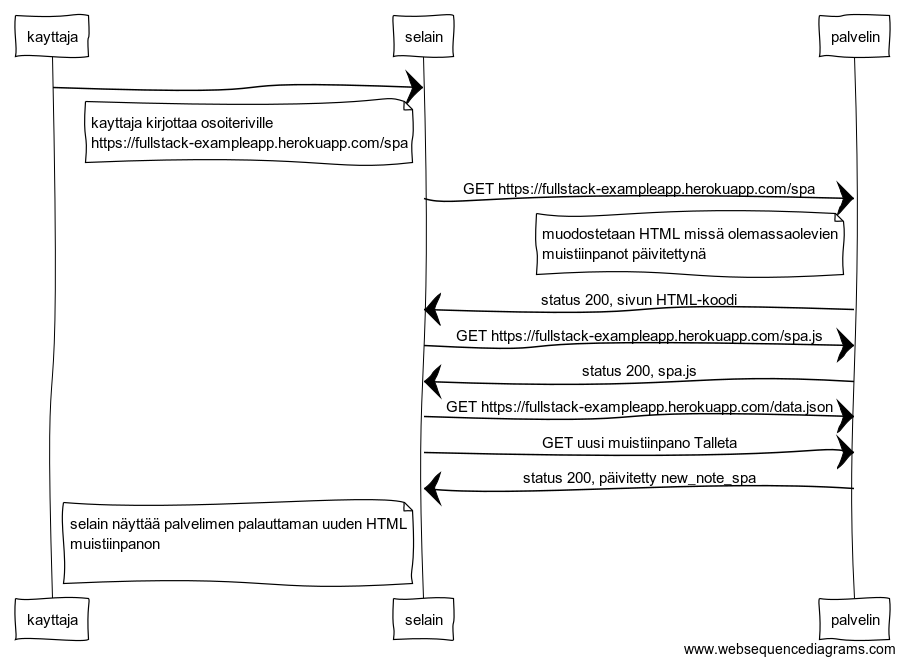 kayttaja
selain
palvelin
kayttaja kirjottaa osoiteriville
https://fullstack-exampleapp.herokuapp.com/spa
GET https://fullstack-exampleapp.herokuapp.com/spa
muodostetaan HTML missä olemassaolevien
muistiinpanot päivitettynä
status 200, sivun HTML-koodi
GET https://fullstack-exampleapp.herokuapp.com/spa.js
status 200, spa.js
GET https://fullstack-exampleapp.herokuapp.com/data.json
GET uusi muistiinpano Talleta
status 200, päivitetty new_note_spa
selain näyttää palvelimen palauttaman uuden HTML
muistiinpanon
kayttaja
selain
palvelin
www.websequencediagrams.com